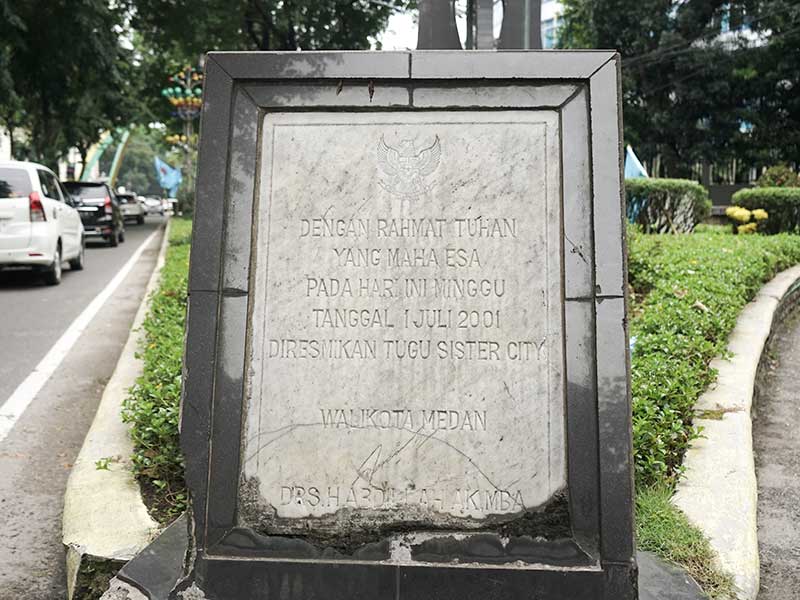 DENGAN RAHMAT TUHAN
YANG MAHA ESA
PADA HARI INI MINGGU
TANGGAL 1 JULI 2001
DIRESMIKAN TUGU SISTER CITY
WALIKOTA MEDAN
DRS.H.ABDILLAH.AK.MBA